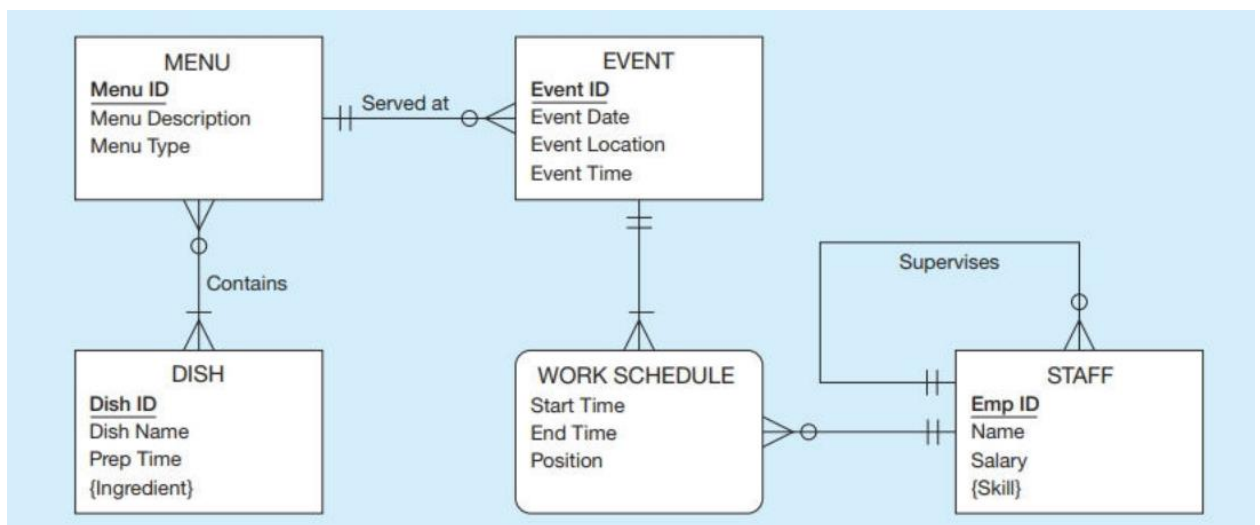 MENU
Menu ID
Menu Description
Menu Type
Served at
EVENT
Event ID
Event Date
Event Location
Event Time
Contains
Supervises
DISH
Dish ID
Dish Name
Prep Time
{Ingredient}
WORK SCHEDULE
Start Time
End Time
Position
STAFF
Emp ID
Name
Salary
{Skill}